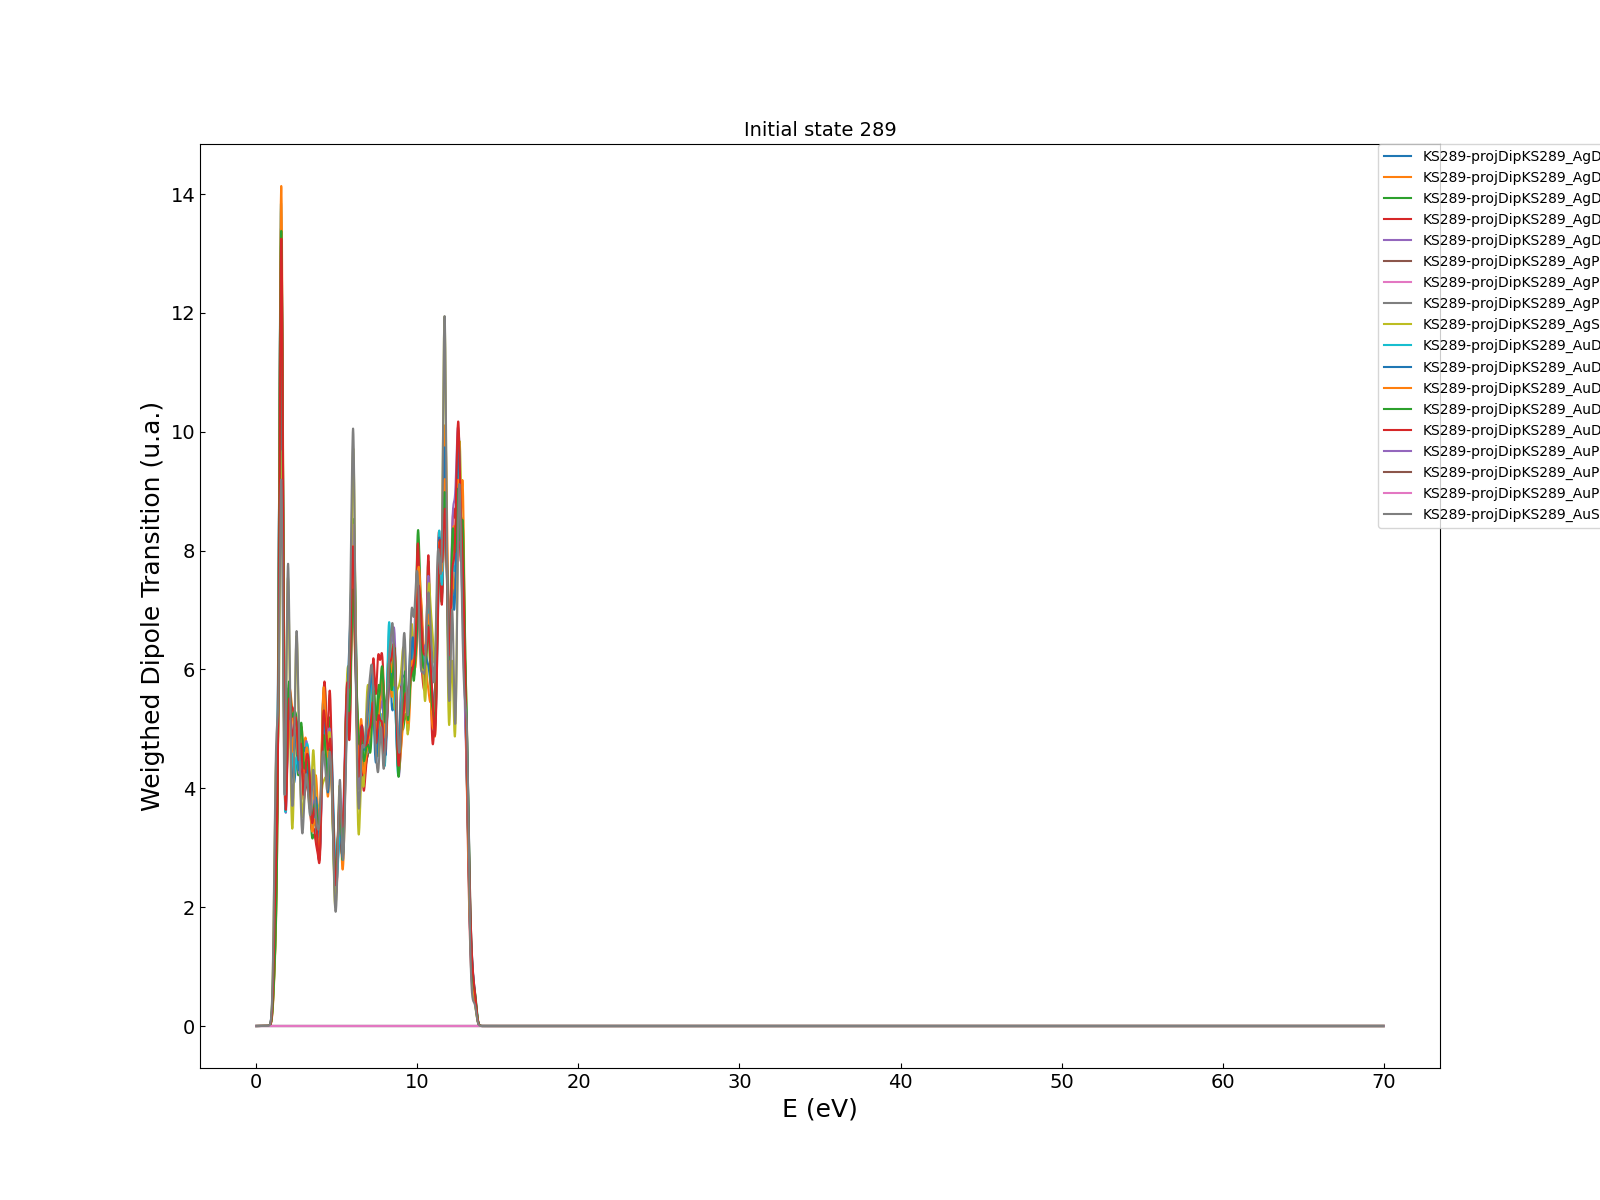 Initial state 289
14
12
10
8
6
4
2
0
Weigthed Dipole Transition (u.a.)
0 10 20 30 40 50 60 70
E (eV)
KS289-projDipKS289_AgD
KS289-projDipKS289_AgD
KS289-projDipKS289_AgD
KS289-projDipKS289_AgD
KS289-projDipKS289_AgD
KS289-projDipKS289_AgP
KS289-projDipKS289_AgP
KS289-projDipKS289_AgP
KS289-projDipKS289_AgS
KS289-projDipKS289_AuD
KS289-projDipKS289_AuD
KS289-projDipKS289_AuD
KS289-projDipKS289_AuD
KS289-projDipKS289_AuD
KS289-projDipKS289_AuP
KS289-projDipKS289_AuP
KS289-projDipKS289_AuP
KS289-projDipKS289_AuS